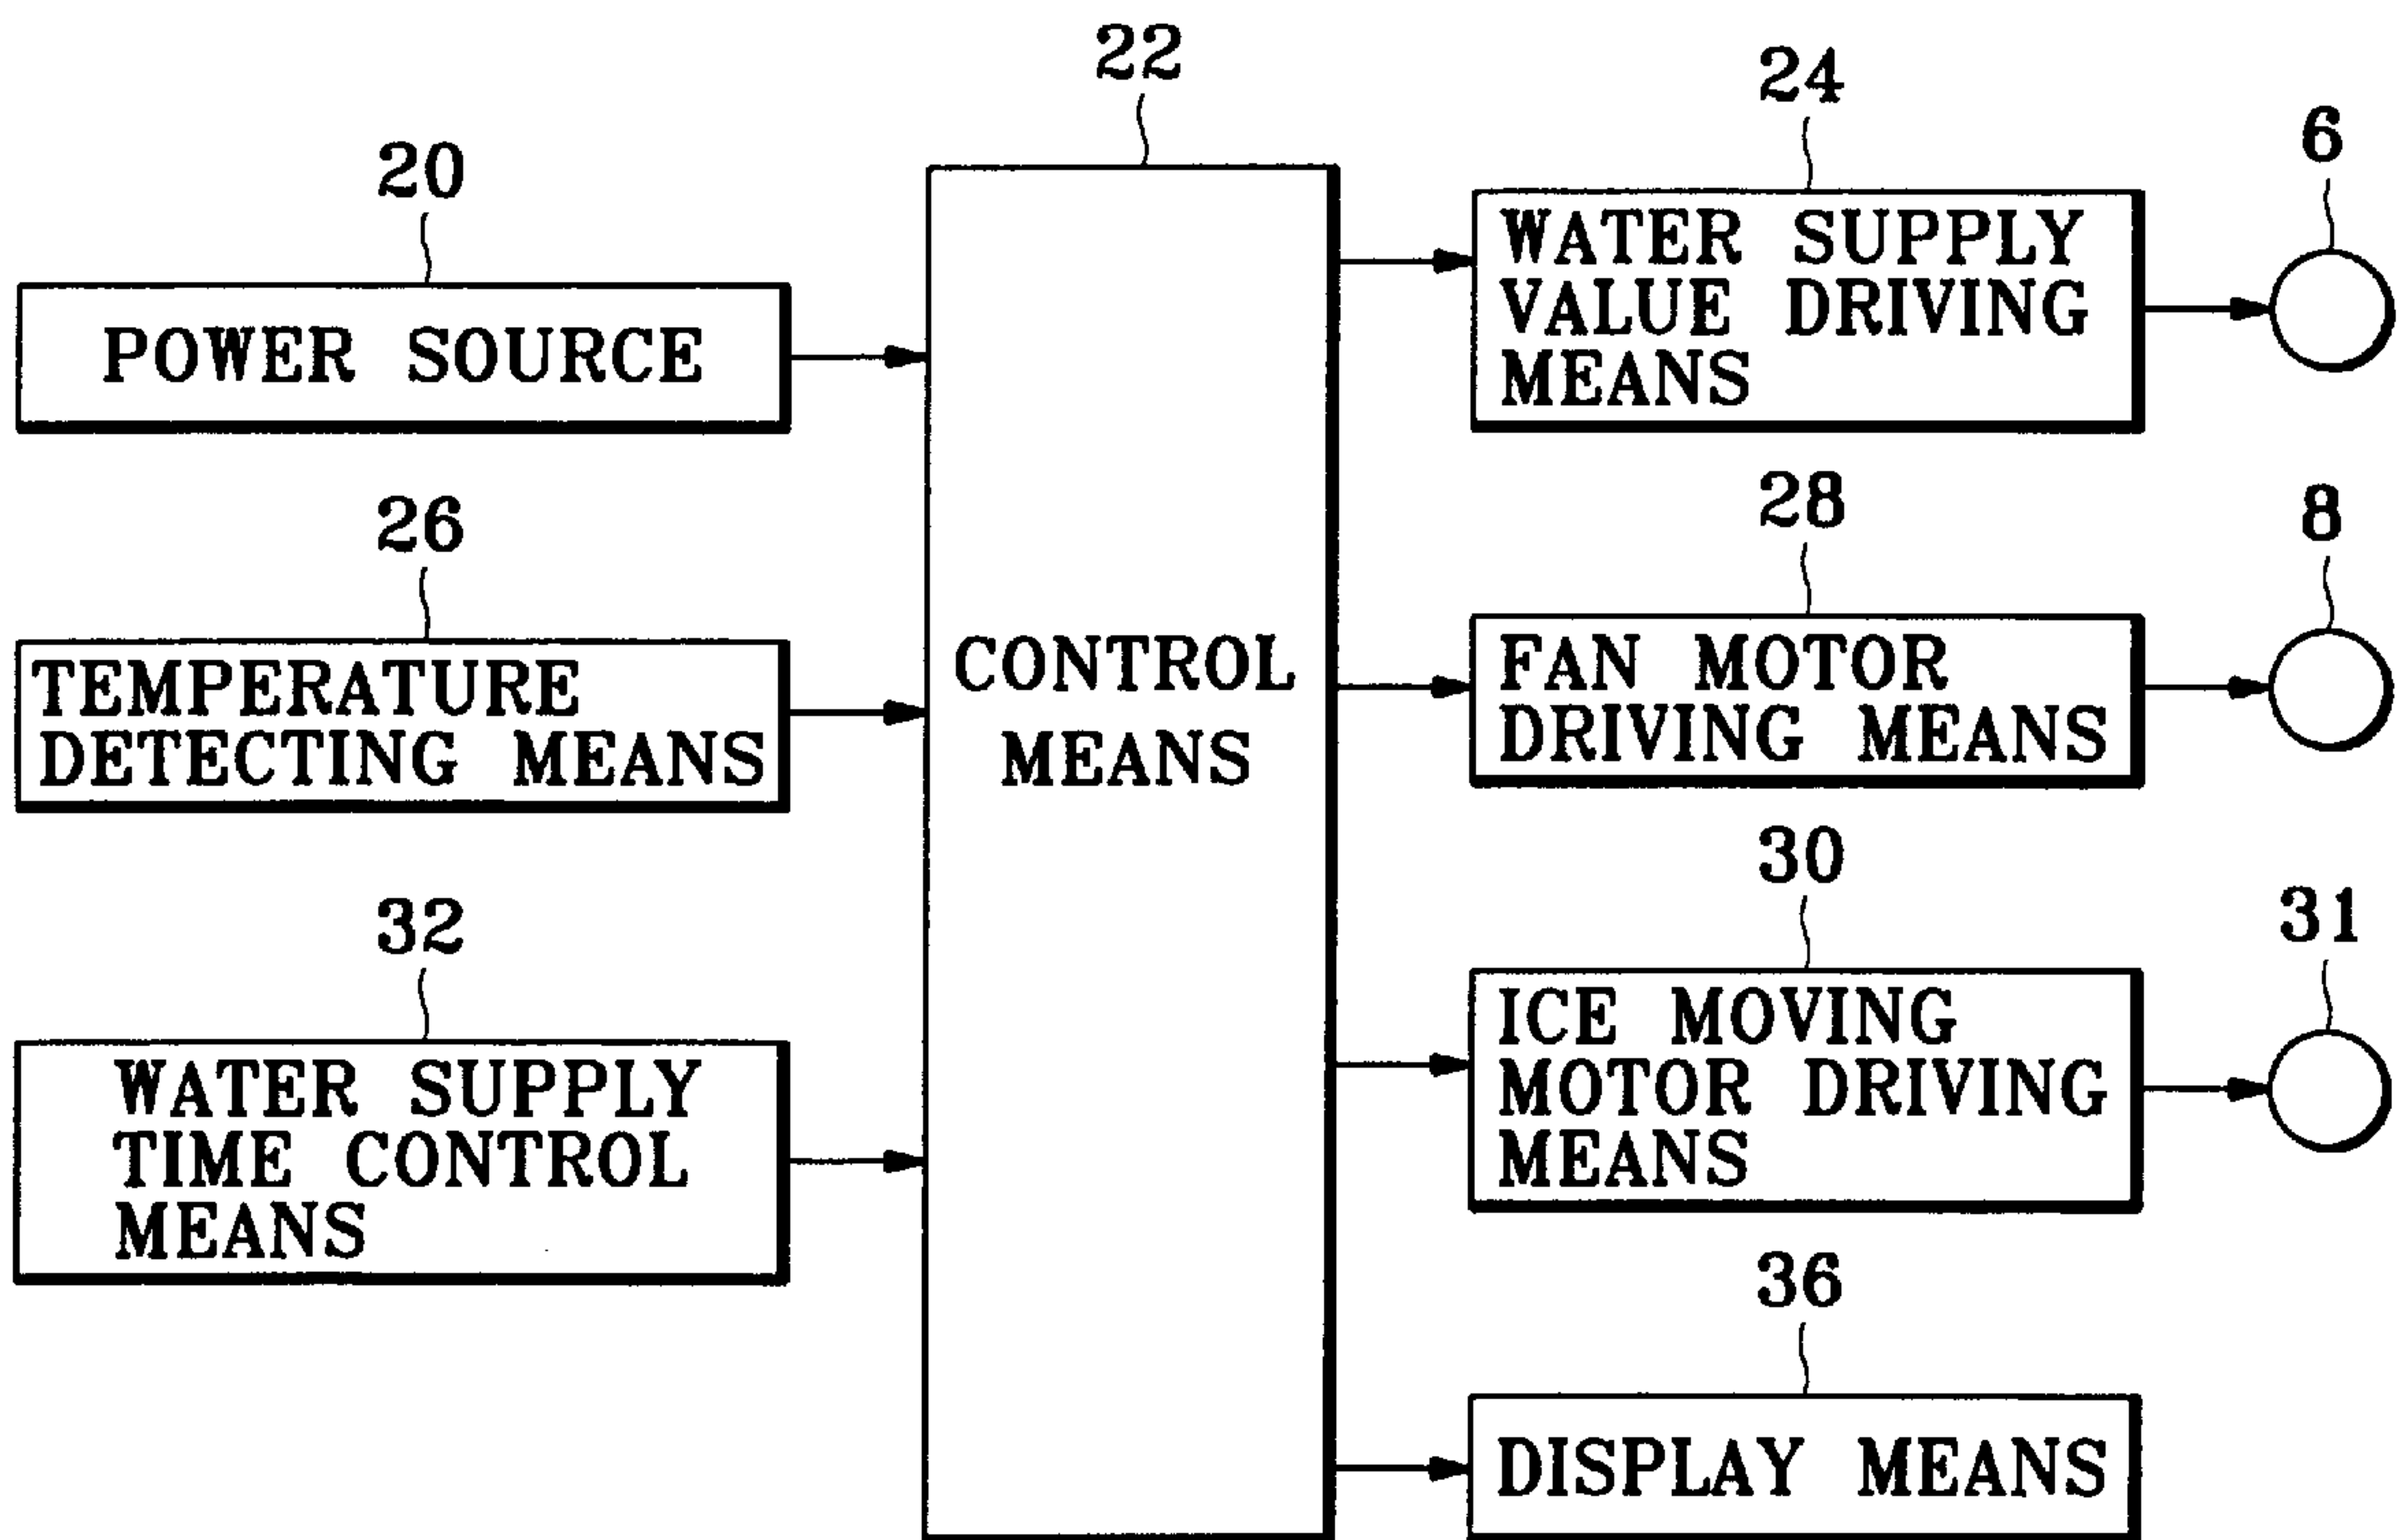 22
24
6
20
WATER SUPPLY
VALUE DRIVING
MEANS
POWER SOURCE
26
28
8
CONTROL
MEANS
TEMPERATURE
DETECTING MEANS
FAN MOTOR
DRIVING MEANS
32
30
31
WATER SUPPLY
TIME CONTROL
MEANS
ICE MOVING
MOTOR DRIVING
MEANS
36
DISPLAY MEANS